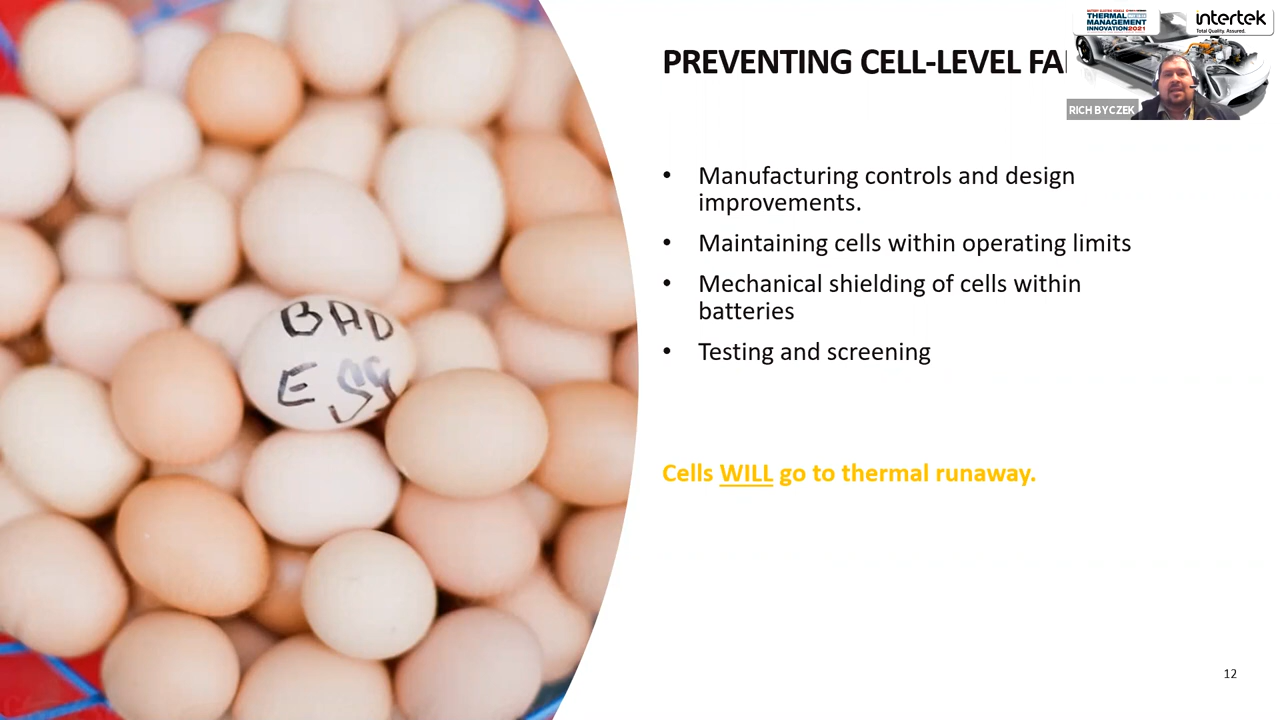 BAD
EGG
PREVENTING CELL-LEVEL FA
THERMAL
MANAGEMENT
INNOVATION2021
intertek
Total Quality. Assured.
RICH BYCZEK
• Manufacturing controls and design
improvements.
• Maintaining cells within operating limits
• Mechanical shielding of cells within
batteries
• Testing and screening
Cells WILL go to thermal runaway.
12